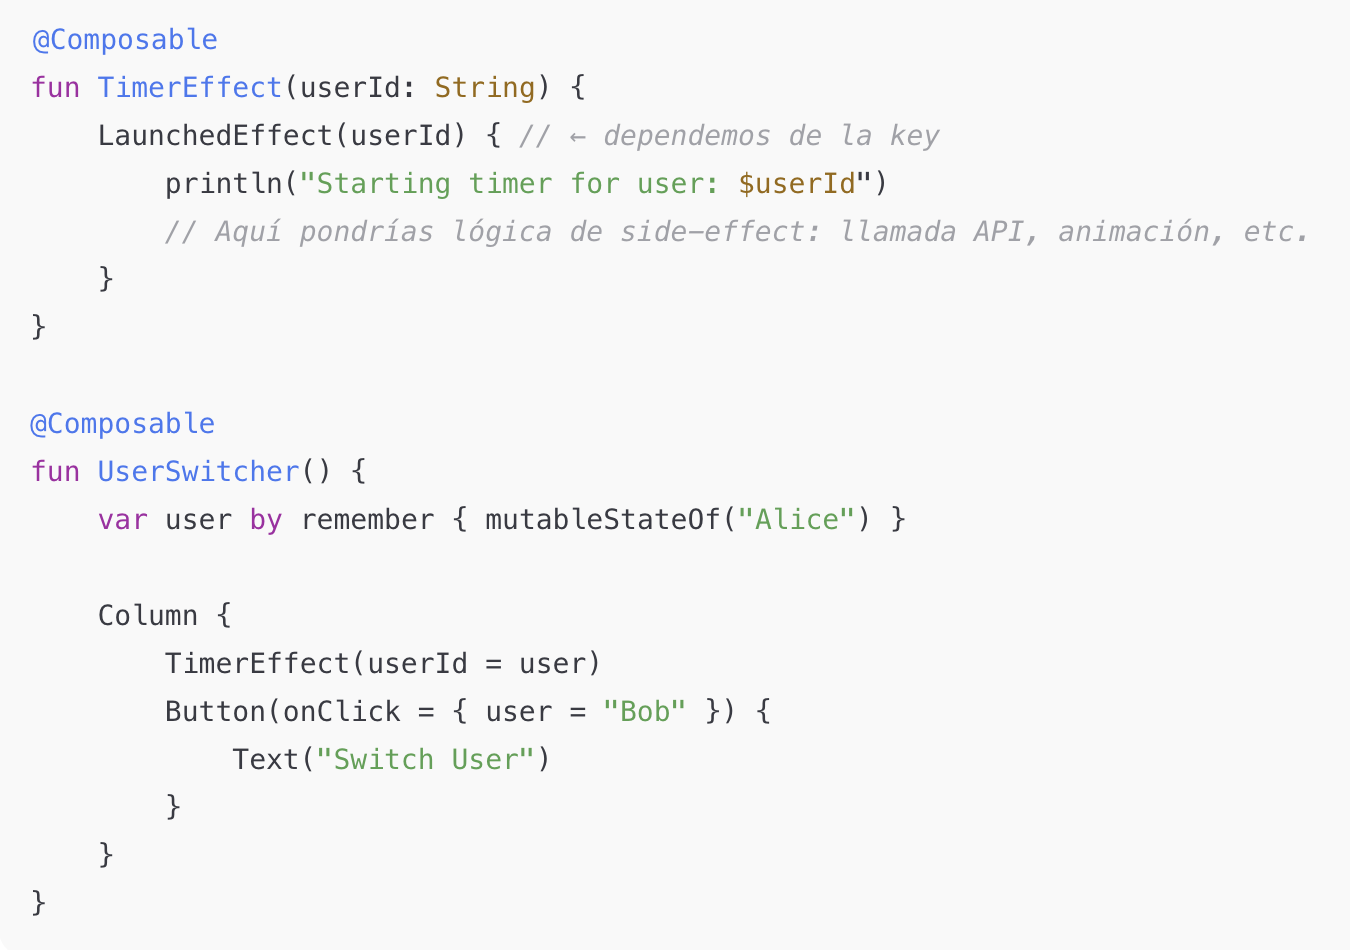 @Composable
fun TimerEffect(userId: String) {
    LaunchedEffect(userId) { // ← dependemos de la key
        println("Starting timer for user: $userId")
        // Aquí pondrías lógica de side-effect: llamada API, animación, etc.
    }
}

@Composable
fun UserSwitcher() {
    var user by remember { mutableStateOf("Alice") }

    Column {
        TimerEffect(userId = user)
        Button(onClick = { user = "Bob" }) {
            Text("Switch User")
        }
    }
}